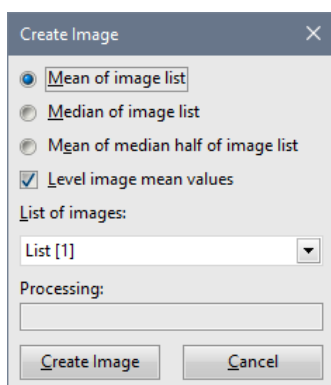 Create Image
Mean of image list
Median of image list
Mean of median half of image list
Level image mean values
List of images:
List [1]
Processing:
Create Image
Cancel